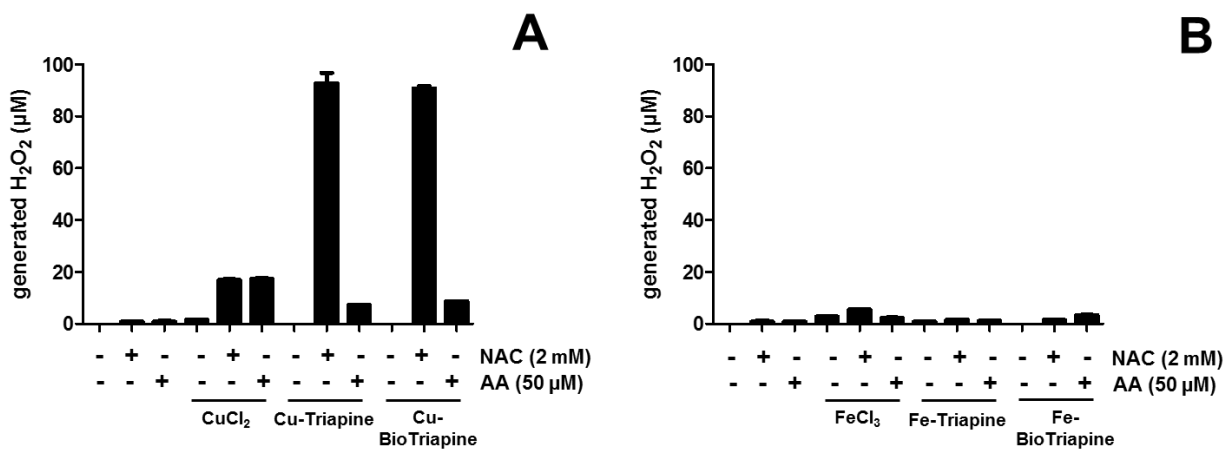 A
generated H2O2 (µM)
100
80
60
40
20
0
- + - - + - - + - - + - NAC (2 mM)
- - + - - + - - + - - + AA (50 µM)
CuCl2 Cu-Triapine Cu-
BioTriapine
B
generated H2O2 (µM)
100
80
60
40
20
0
- + - - + - - + - - + - NAC (2 mM)
- - + - - + - - + - - + AA (50 µM)
FeCl3 Fe-Triapine Fe-
BioTriapine